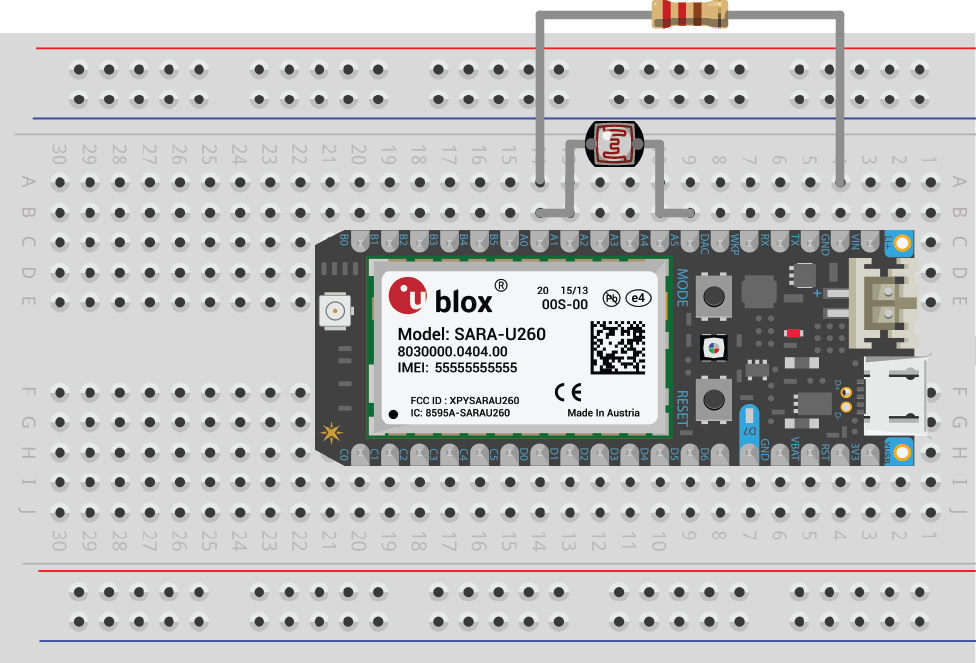 30 29 28 27 26 25 24 23 22 21 20 19 18 17 16 15 9 8 7 6 5 3 2 1
A A
B B
B0 B1 B2 B3 B4 B5 A0 A1 A2 A3 A4 A5 DAC WKP RX TX GND VIN Li+
C C
D D
E E
MODE
+
u blox ®
20 15/13
00S-00
Pb e4
Model: SARA-U260
8030000.0404.00
IMEI: 55555555555
FCC ID : XPYSARAU260
IC: 8595A-SARAU260
CE
Made In Austria
RESET
D+
D-
D7
F F
G G
H H
C0 C1 C2 C3 C4 C5 D0 D1 D2 D3 D4 D5 D6 GND VBAT RST 3V3
I I
J J
30 29 28 27 26 25 24 23 22 21 20 19 18 17 16 15 14 13 12 11 10 9 8 7 6 5 4 3 2 1